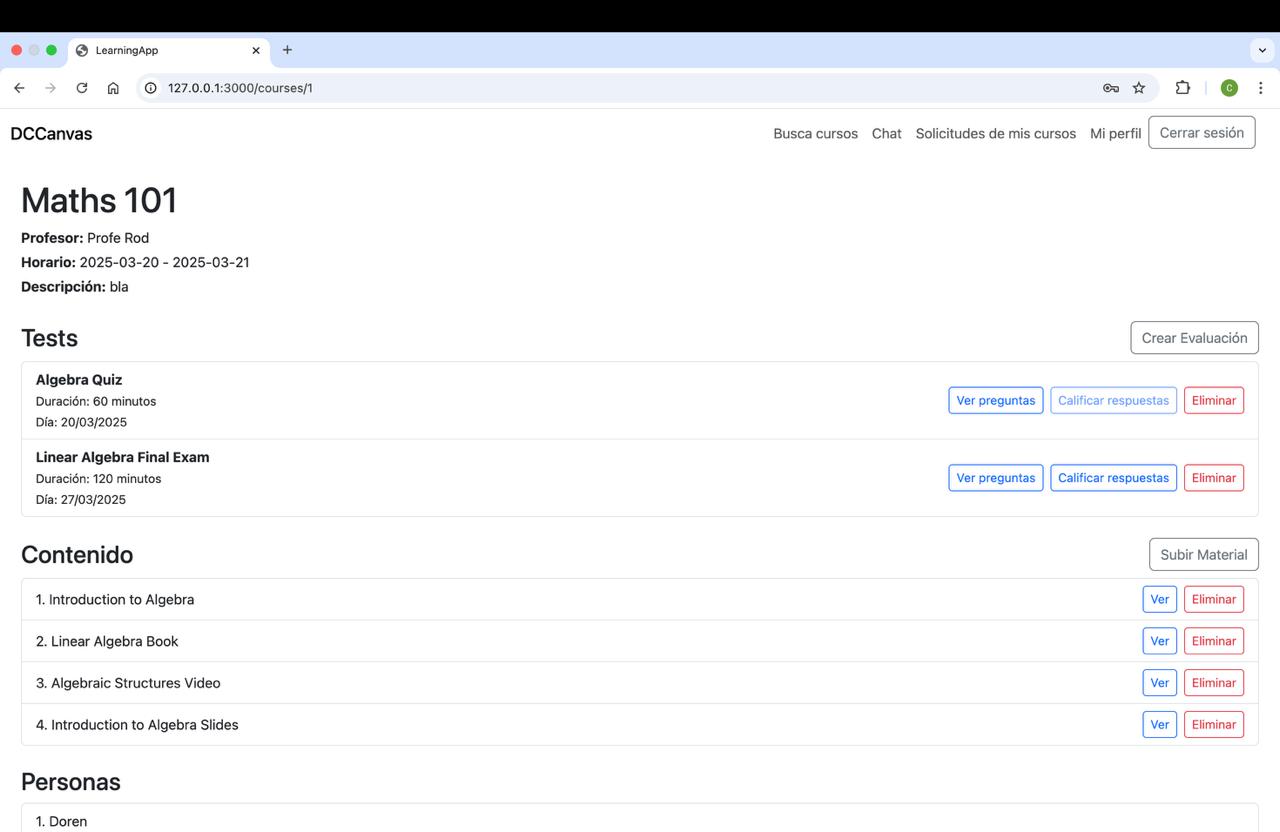 LearningApp
127.0.0.1:3000/courses/1
C
DCCanvas
Busca cursos Chat Solicitudes de mis cursos Mi perfil Cerrar sesión
Maths 101
Profesor: Profe Rod
Horario: 2025-03-20 - 2025-03-21
Descripción: bla
Tests Crear Evaluación
Algebra Quiz
Duración: 60 minutos
Día: 20/03/2025
Ver preguntas Calificar respuestas Eliminar
Linear Algebra Final Exam
Duración: 120 minutos
Día: 27/03/2025
Ver preguntas Calificar respuestas Eliminar
Contenido Subir Material
1. Introduction to Algebra Ver Eliminar
2. Linear Algebra Book Ver Eliminar
3. Algebraic Structures Video Ver Eliminar
4. Introduction to Algebra Slides Ver Eliminar
Personas
1. Doren